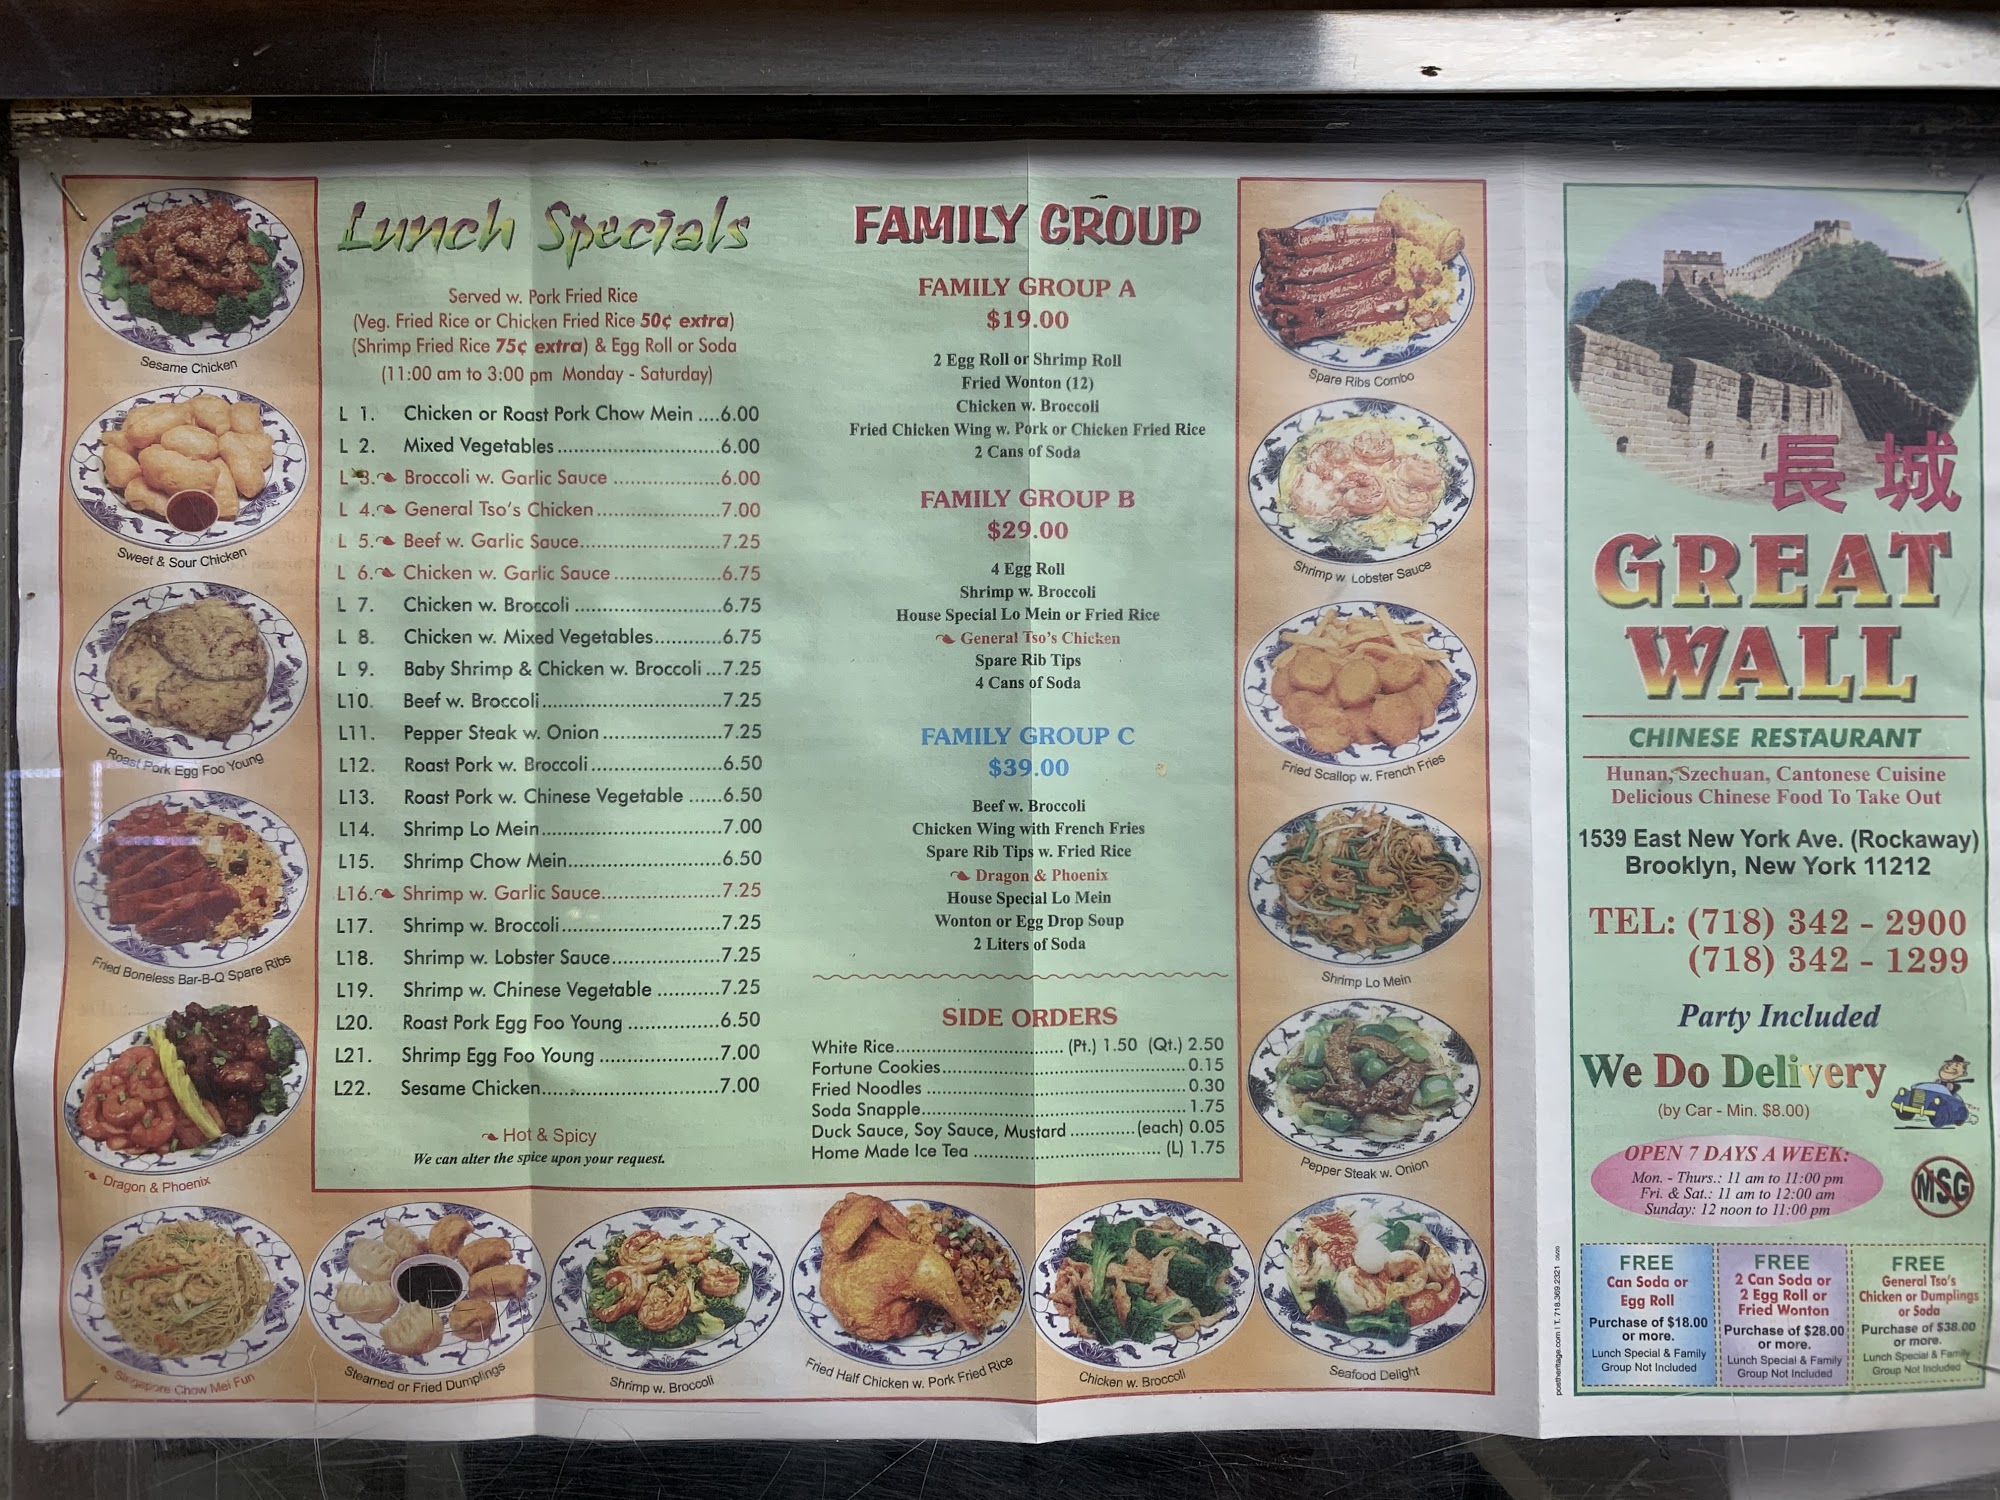 Lunch Specials
Served w. Pork Fried Rice
(Veg. Fried Rice or Chicken Fried Rice 50¢ extra)
(Shrimp Fried Rice 75¢ extra) & Egg Roll or Soda
(11:00 am to 3:00 pm Monday - Saturday)
L 1. Chicken or Roast Pork Chow Mein ....6.00
L 2. Mixed Vegetables..............................6.00
L 3. Broccoli w. Garlic Sauce ....................6.00
L 4. General Tso's Chicken.......................7.00
L 5. Beef w. Garlic Sauce..........................7.25
L 6. Chicken w. Garlic Sauce ....................6.75
L 7. Chicken w. Broccoli ...........................6.75
L 8. Chicken w. Mixed Vegetables............6.75
L 9. Baby Shrimp & Chicken w. Broccoli ...7.25
L10. Beef w. Broccoli.................................7.25
L11. Pepper Steak w. Onion ......................7.25
L12. Roast Pork w. Broccoli........................6.50
L13. Roast Pork w. Chinese Vegetable ......6.50
L14. Shrimp Lo Mein.................................7.00
L15. Shrimp Chow Mein............................6.50
L16. Shrimp w. Garlic Sauce......................7.25
L17. Shrimp w. Broccoli.............................7.25
L18. Shrimp w. Lobster Sauce....................7.25
L19. Shrimp w. Chinese Vegetable ...........7.25
L20. Roast Pork Egg Foo Young ................6.50
L21. Shrimp Egg Foo Young .....................7.00
L22. Sesame Chicken................................7.00
Hot & Spicy
We can alter the spice upon your request.
FAMILY GROUP
FAMILY GROUP A
$19.00
2 Egg Roll or Shrimp Roll
Fried Wonton (12)
Chicken w. Broccoli
Fried Chicken Wing w. Pork or Chicken Fried Rice
2 Cans of Soda
FAMILY GROUP B
$29.00
4 Egg Roll
Shrimp w. Broccoli
House Special Lo Mein or Fried Rice
General Tso's Chicken
Spare Rib Tips
4 Cans of Soda
FAMILY GROUP C
$39.00
Beef w. Broccoli
Chicken Wing with French Fries
Spare Rib Tips w. Fried Rice
Dragon & Phoenix
House Special Lo Mein
Wonton or Egg Drop Soup
2 Liters of Soda
SIDE ORDERS
White Rice.............................. (Pt.) 1.50 (Qt.) 2.50
Fortune Cookies...........................................0.15
Fried Noodles ..............................................0.30
Soda Snapple............................................... 1.75
Duck Sauce, Soy Sauce, Mustard .............(each) 0.05
Home Made Ice Tea ................................. (L) 1.75
Sesame Chicken
Sweet & Sour Chicken
Roast Pork Egg Foo Young
Fried Boneless Bar-B-Q Spare Ribs
Dragon & Phoenix
Singapore Chow Mei Fun
Steamed or Fried Dumplings
Shrimp w. Broccoli
Fried Half Chicken w. Pork Fried Rice
Chicken w. Broccoli
Seafood Delight
Spare Ribs Combo
Shrimp w. Lobster Sauce
Fried Scallop w. French Fries
Shrimp Lo Mein
Pepper Steak w. Onion
長城
GREAT
WALL
CHINESE RESTAURANT
Hunan, Szechuan, Cantonese Cuisine
Delicious Chinese Food To Take Out
1539 East New York Ave. (Rockaway)
Brooklyn, New York 11212
TEL: (718) 342 - 2900
(718) 342 - 1299
Party Included
We Do Delivery
(by Car - Min. $8.00)
OPEN 7 DAYS A WEEK:
Mon. - Thurs.: 11 am to 11:00 pm
Fri. & Sat.: 11 am to 12:00 am
Sunday: 12 noon to 11:00 pm
MSG
FREE
Can Soda or
Egg Roll
Purchase of $18.00
or more.
Lunch Special & Family
Group Not Included
FREE
2 Can Soda or
2 Egg Roll or
Fried Wonton
Purchase of $28.00
or more.
Lunch Special & Family
Group Not Included
FREE
General Tso's
Chicken or Dumplings
or Soda
Purchase of $38.00
or more.
Lunch Special & Family
Group Not Included
postheritage.com | T. 718.369.2321